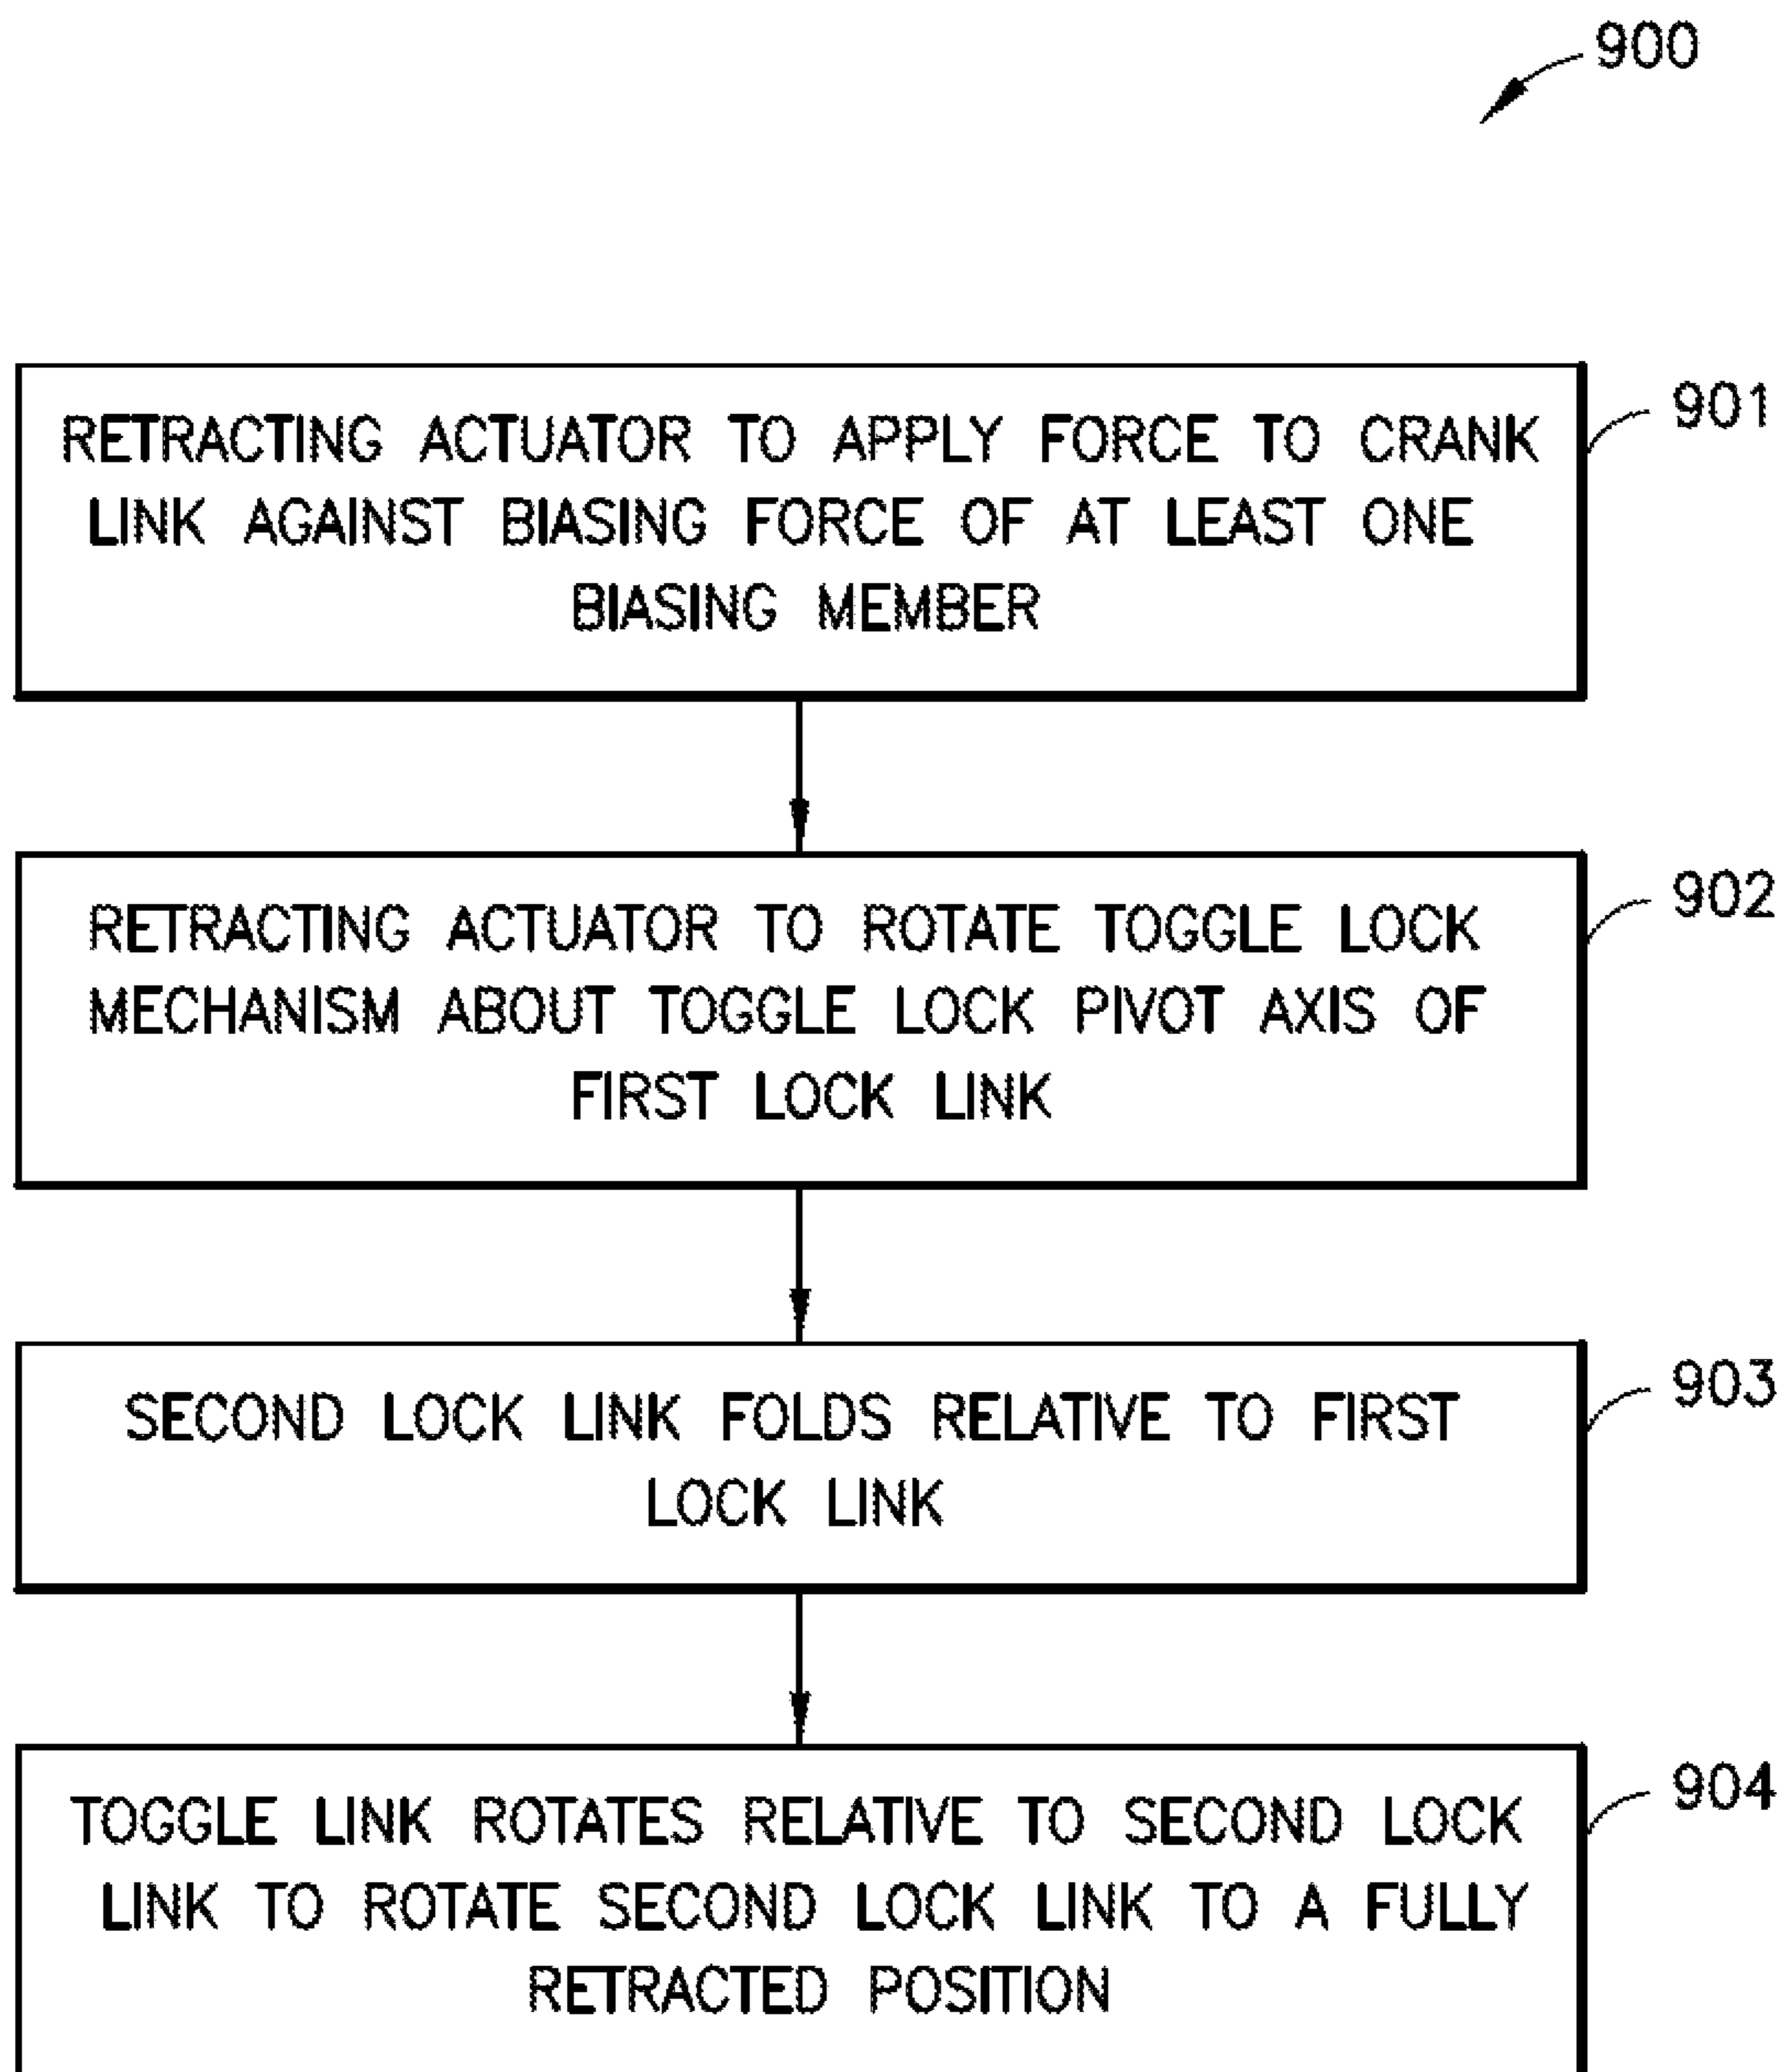 900
RETRACTING ACTUATOR TO APPLY FORCE TO CRANK
LINK AGAINST BIASING FORCE OF AT LEAST ONE
BIASING MEMBER
901
RETRACTING ACTUATOR TO ROTATE TOGGLE LOCK
MECHANISM ABOUT TOGGLE LOCK PIVOT AXIS OF
FIRST LOCK LINK
902
SECOND LOCK LINK FOLDS RELATIVE TO FIRST
LOCK LINK
903
TOGGLE LINK ROTATES RELATIVE TO SECOND LOCK
LINK TO ROTATE SECOND LOCK LINK TO A FULLY
RETRACTED POSITION
904